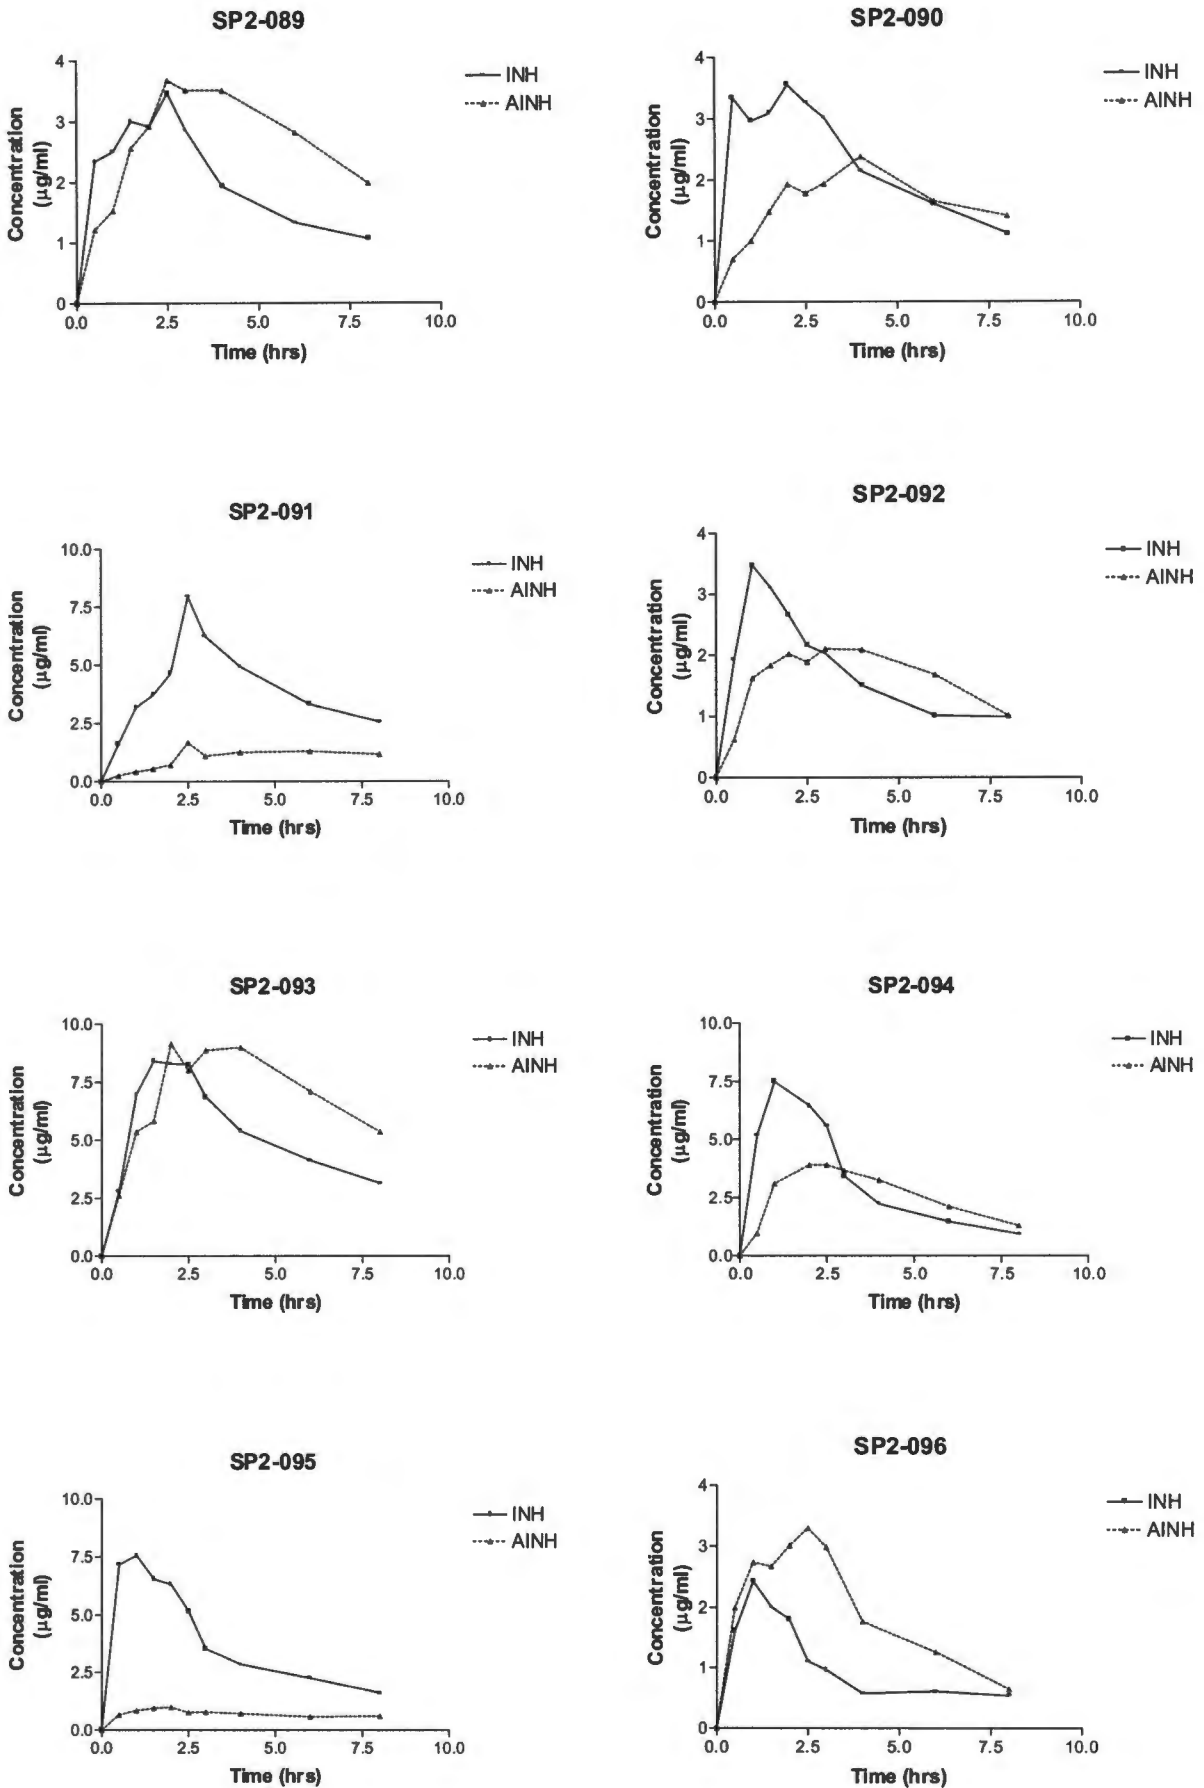 SP2-089
Concentration
(μg/ml)
4
3
2
1
0
0.0 2.5 5.0 7.5 10.0
Time (hrs)
INH
AINH
SP2-090
Concentration
(μg/ml)
4
3
2
1
0
0.0 2.5 5.0 7.5 10.0
Time (hrs)
INH
AINH
SP2-091
Concentration
(μg/ml)
10.0
7.5
5.0
2.5
0.0
0.0 2.5 5.0 7.5 10.0
Time (hrs)
INH
AINH
SP2-092
Concentration
(μg/ml)
4
3
2
1
0
0.0 2.5 5.0 7.5 10.0
Time (hrs)
INH
AINH
SP2-093
Concentration
(μg/ml)
10.0
7.5
5.0
2.5
0.0
0.0 2.5 5.0 7.5 10.0
Time (hrs)
INH
AINH
SP2-094
Concentration
(μg/ml)
10.0
7.5
5.0
2.5
0.0
0.0 2.5 5.0 7.5 10.0
Time (hrs)
INH
AINH
SP2-095
Concentration
(μg/ml)
10.0
7.5
5.0
2.5
0.0
0.0 2.5 5.0 7.5 10.0
Time (hrs)
INH
AINH
SP2-096
Concentration
(μg/ml)
4
3
2
1
0
0.0 2.5 5.0 7.5 10.0
Time (hrs)
INH
AINH